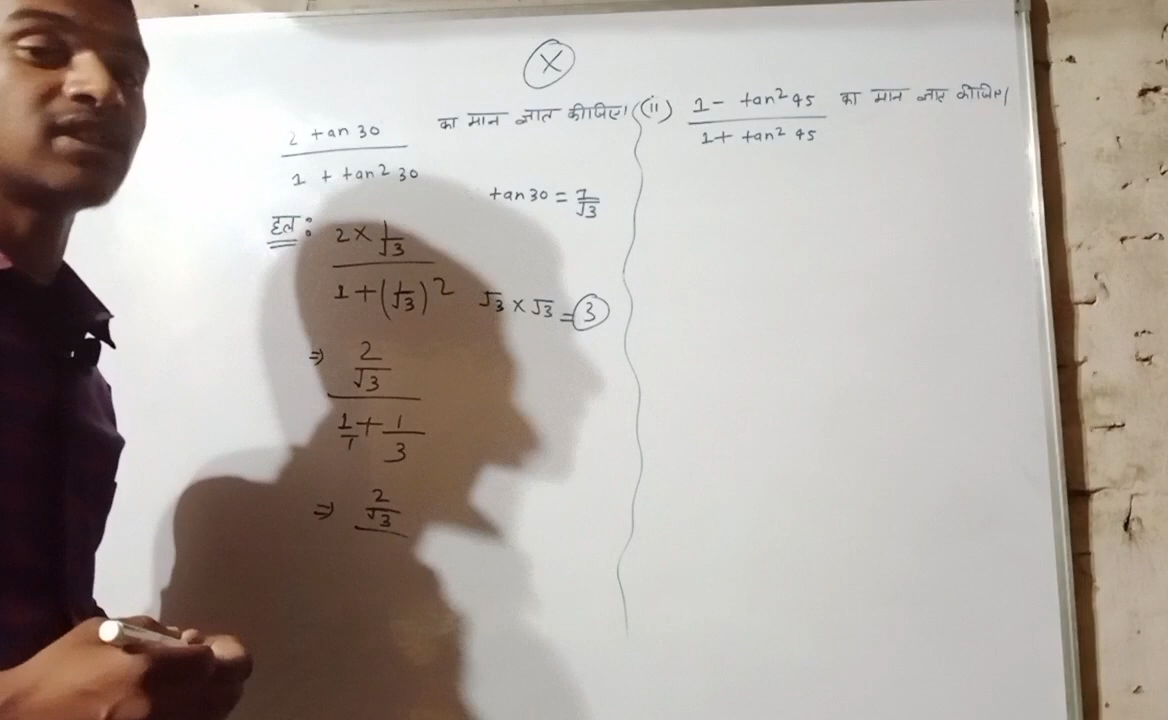 X
2 tan 30 / 1 + tan² 30 का मान ज्ञात कीजिए।
tan 30 = 1/√3
हल :
2 × 1/√3 / 1 + (1/√3)²
√3 × √3 = 3
⇒ 2/√3 / 1/1 + 1/3
⇒ 2/√3
(ii) 1 - tan² 45 / 1 + tan² 45 का मान ज्ञात कीजिए।